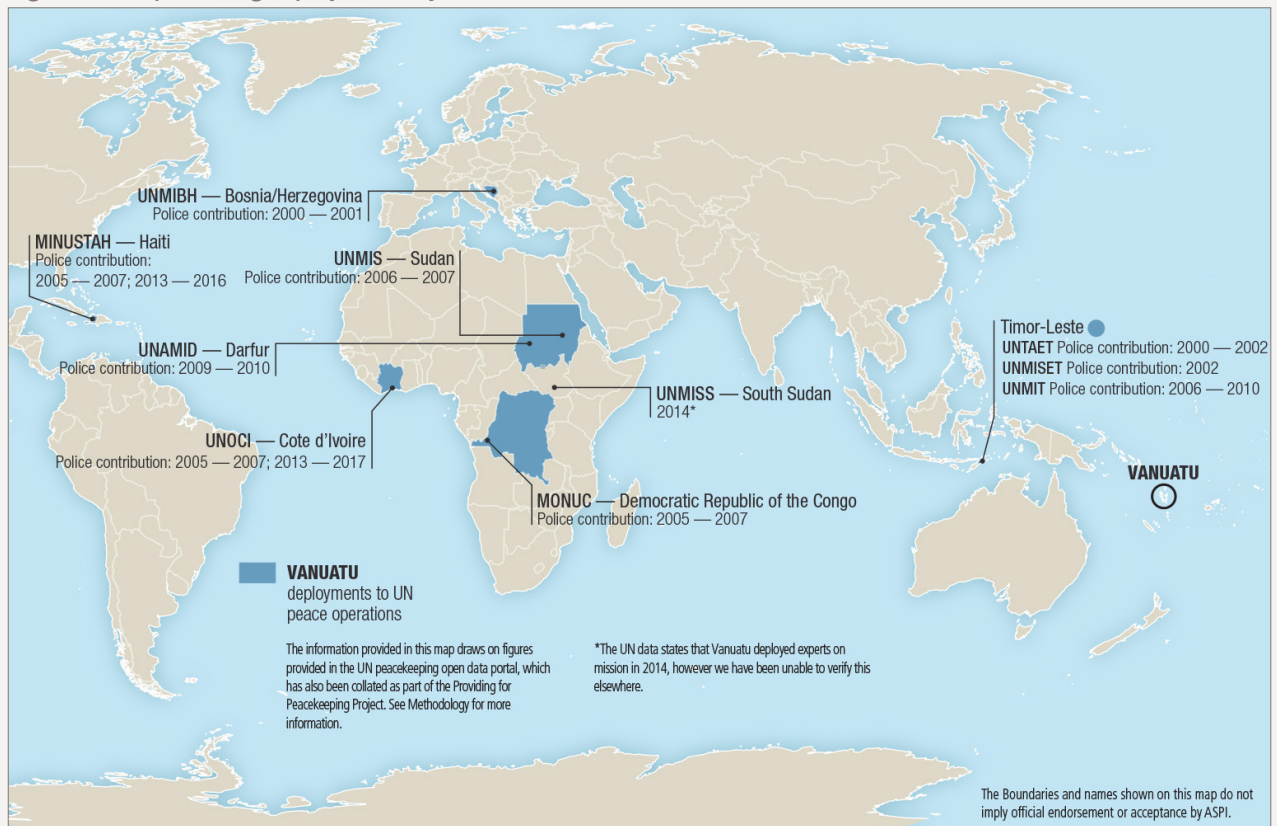 UNMIBH — Bosnia/Herzegovina
Police contribution: 2000 — 2001
MINUSTAH — Haiti
Police contribution:
2005 — 2007; 2013 — 2016
UNMIS — Sudan
Police contribution: 2006 — 2007
UNAMID — Darfur
Police contribution: 2009 — 2010
UNOCI — Cote d'Ivoire
Police contribution: 2005 — 2007; 2013 — 2017
UNMISS — South Sudan
2014*
MONUC — Democratic Republic of the Congo
Police contribution: 2005 — 2007
Timor-Leste
UNTAET Police contribution: 2000 — 2002
UNMISET Police contribution: 2002
UNMIT Police contribution: 2006 — 2010
VANUATU
VANUATU
deployments to UN
peace operations
The information provided in this map draws on figures
provided in the UN peacekeeping open data portal, which
has also been collated as part of the Providing for
Peacekeeping Project. See Methodology for more
information.
*The UN data states that Vanuatu deployed experts on
mission in 2014, however we have been unable to verify this
elsewhere.
The Boundaries and names shown on this map do not
imply official endorsement or acceptance by ASPI.